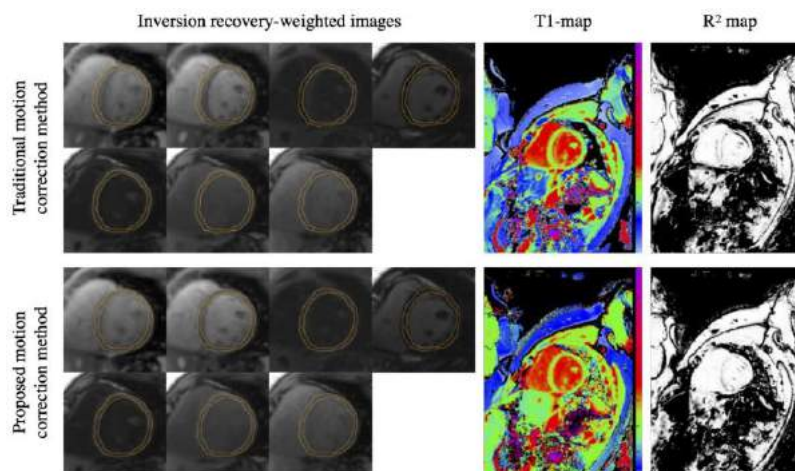 Inversion recovery-weighted images
T1-map
R² map
Traditional motion
correction method
Proposed motion
correction method